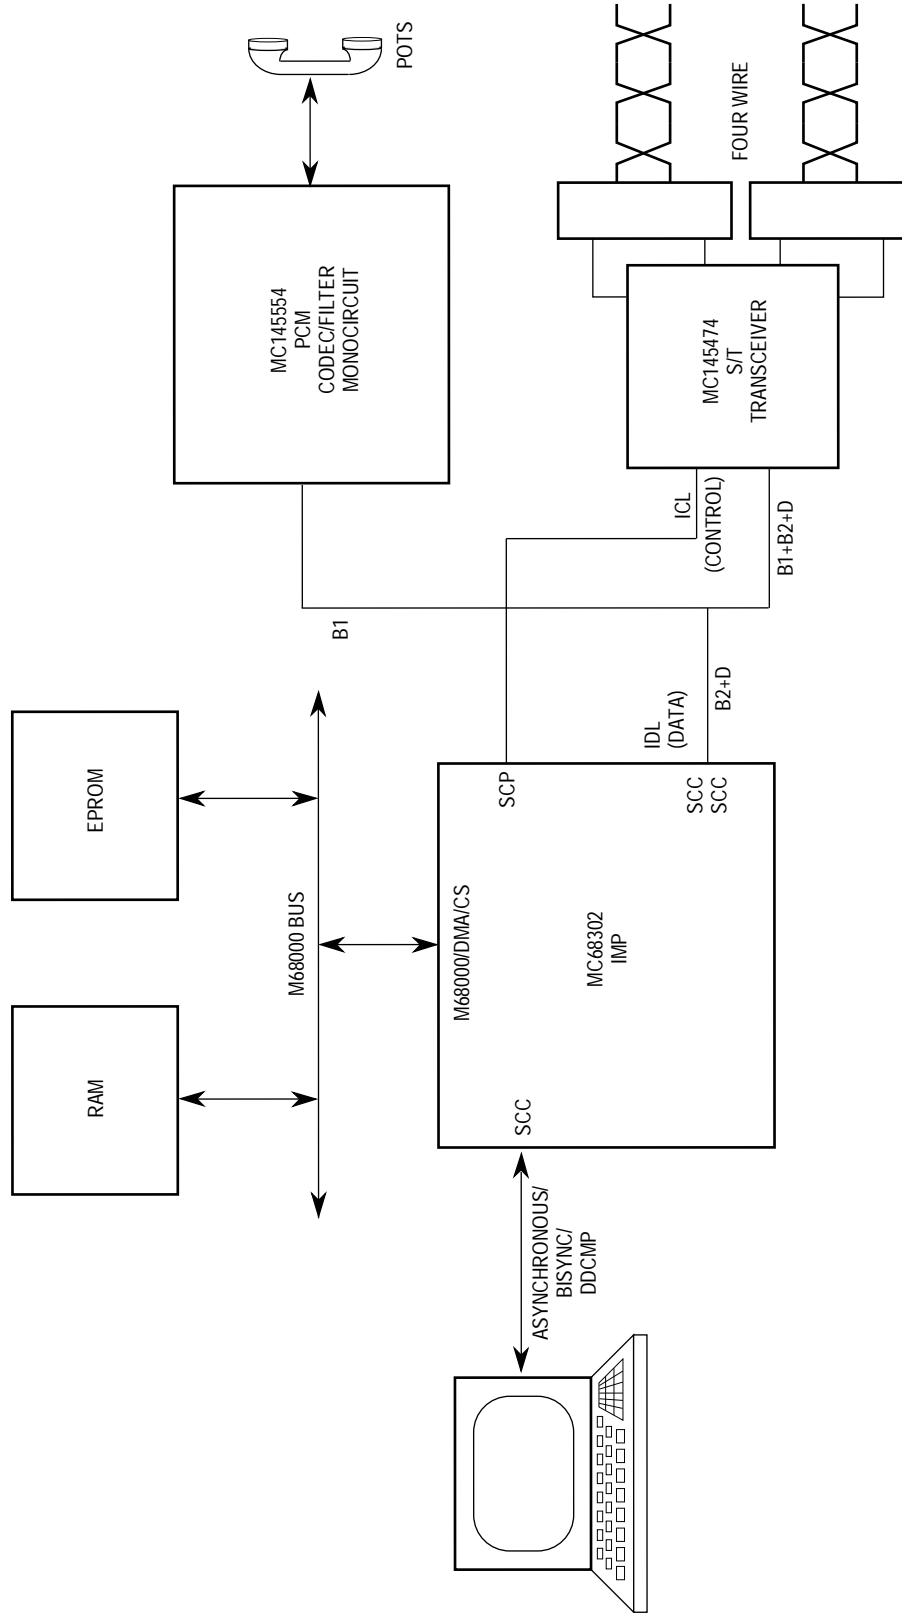 RAM
EPROM
M68000 BUS
POTS
MC145554
PCM
CODEC/FILTER
MONOCIRCUIT
B1
M68000/DMA/CS
SCC
SCP
MC68302
IMP
SCC
SCC
ASYNCHRONOUS/
BISYNC/
DDCMP
IDL
(DATA)
B2+D
ICL
(CONTROL)
B1+B2+D
MC145474
S/T
TRANSCEIVER
FOUR WIRE